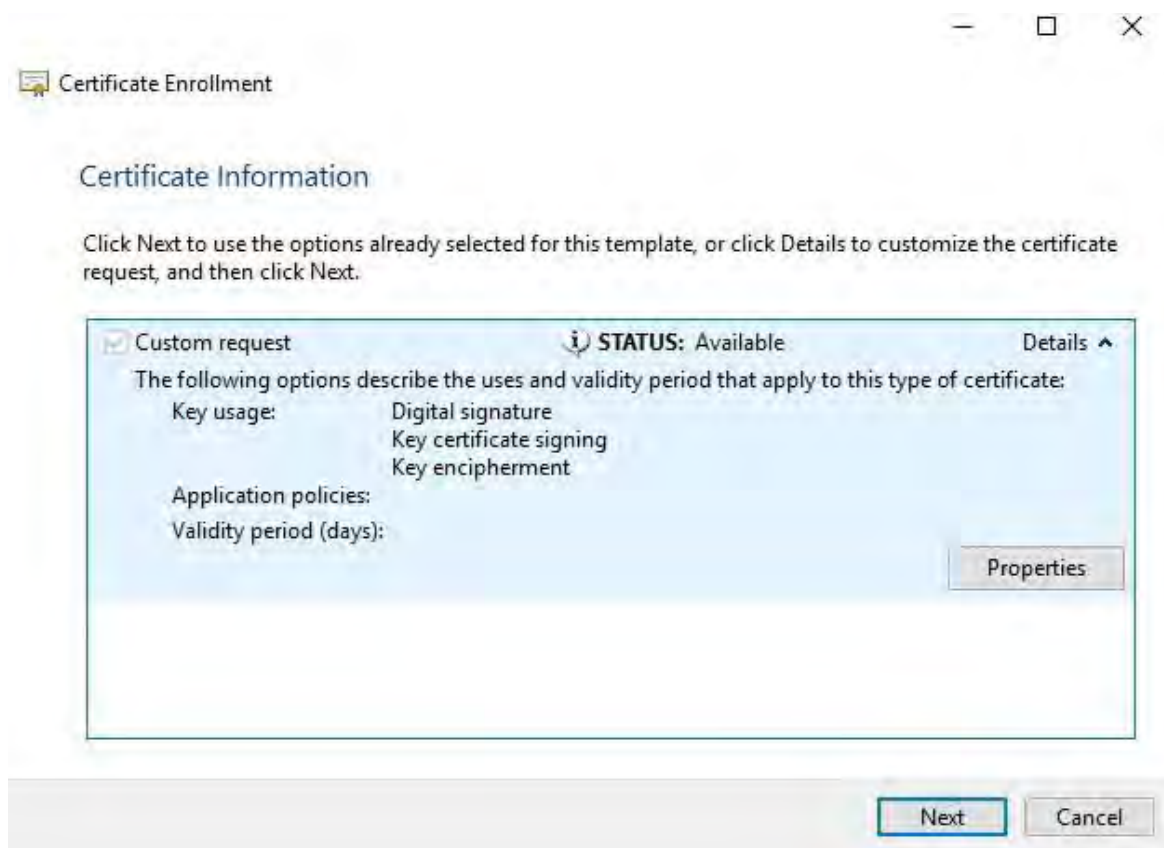 Certificate Enrollment
Certificate Information
Click Next to use the options already selected for this template, or click Details to customize the certificate
request, and then click Next.
Custom request STATUS: Available Details
The following options describe the uses and validity period that apply to this type of certificate:
Key usage: Digital signature
Key certificate signing
Key encipherment
Application policies:
Validity period (days):
Properties
Next Cancel